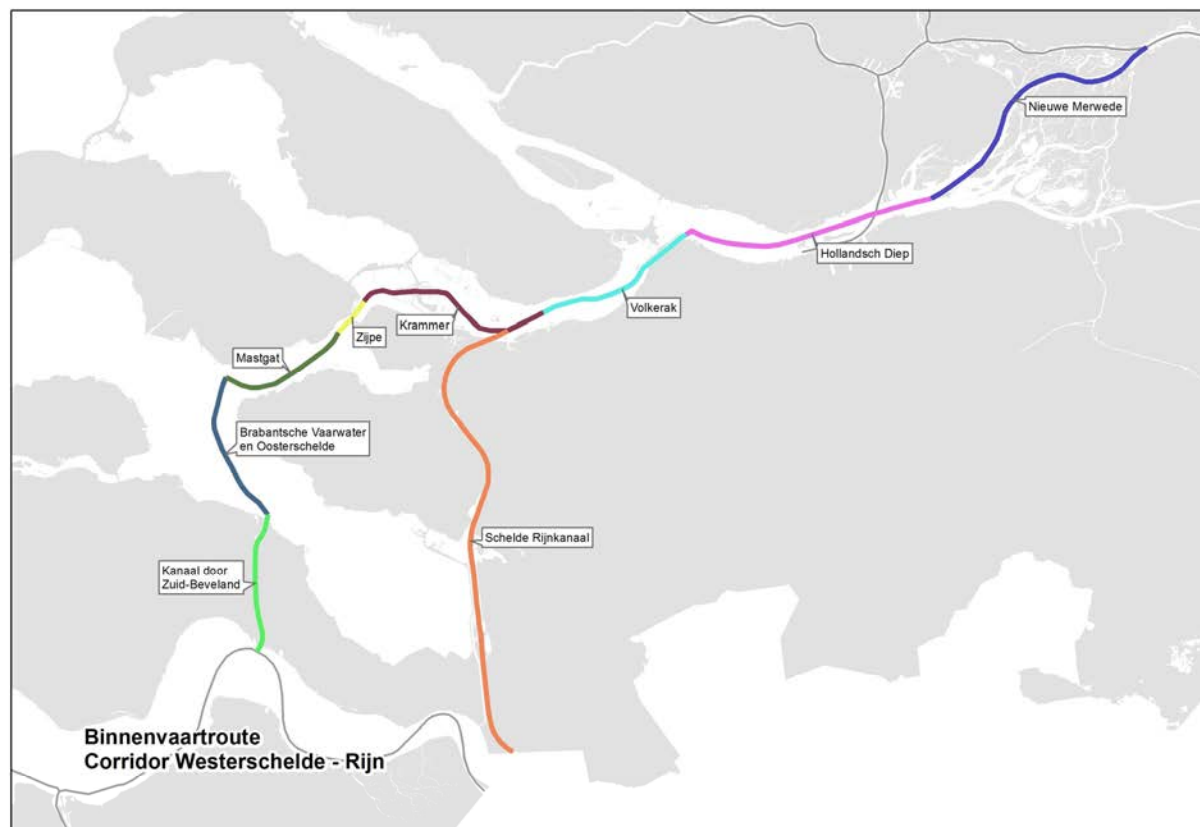 Nieuwe Merwede
Hollandsch Diep
Volkerak
Krammer
Zijpe
Mastgat
Brabantsche Vaarwater
en Oosterschelde
Schelde Rijnkanaal
Kanaal door
Zuid-Beveland
Binnenvaartroute
Corridor Westerschelde - Rijn